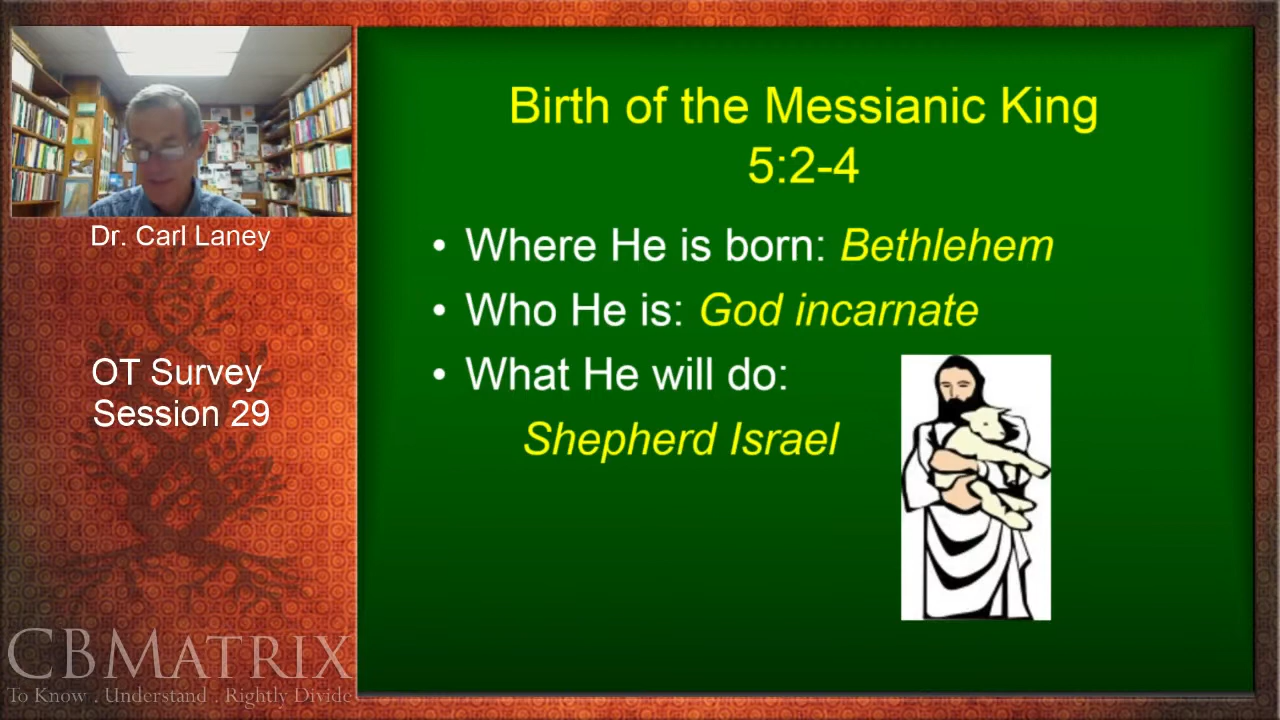 Birth of the Messianic King
5:2-4
• Where He is born: Bethlehem
• Who He is: God incarnate
• What He will do:
Shepherd Israel
Dr. Carl Laney
OT Survey
Session 29
CBMATRIX
To Know . Understand . Rightly Divide